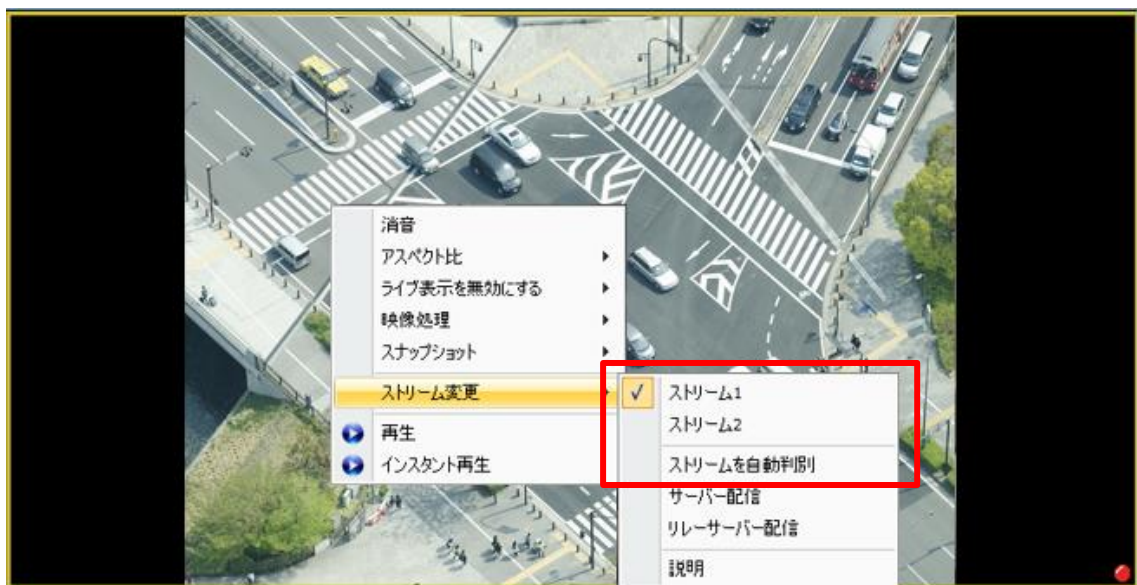 消音
アスペクト比
ライブ表示を無効にする
映像処理
スナップショット
ストリーム変更
再生
インスタント再生
ストリーム1
ストリーム2
ストリームを自動判別
サーバー配信
リレーサーバー配信
説明